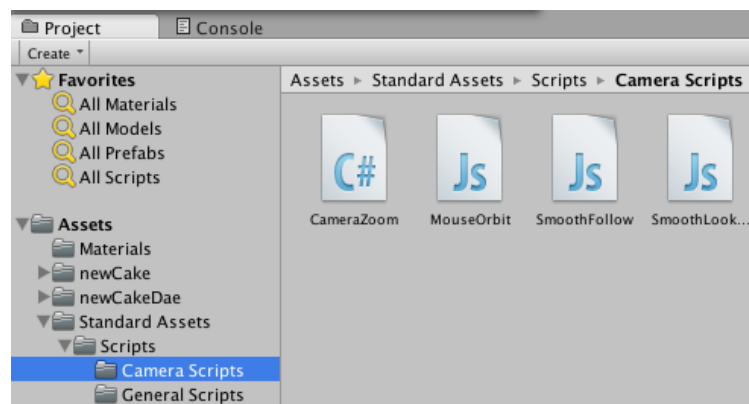 Project
Console
Create
Favorites
All Materials
All Models
All Prefabs
All Scripts
Assets
Materials
newCake
newCakeDae
Standard Assets
Scripts
Camera Scripts
General Scripts
Assets ▸ Standard Assets ▸ Scripts ▸ Camera Scripts
C#
Js
Js
Js
CameraZoom
MouseOrbit
SmoothFollow
SmoothLook...